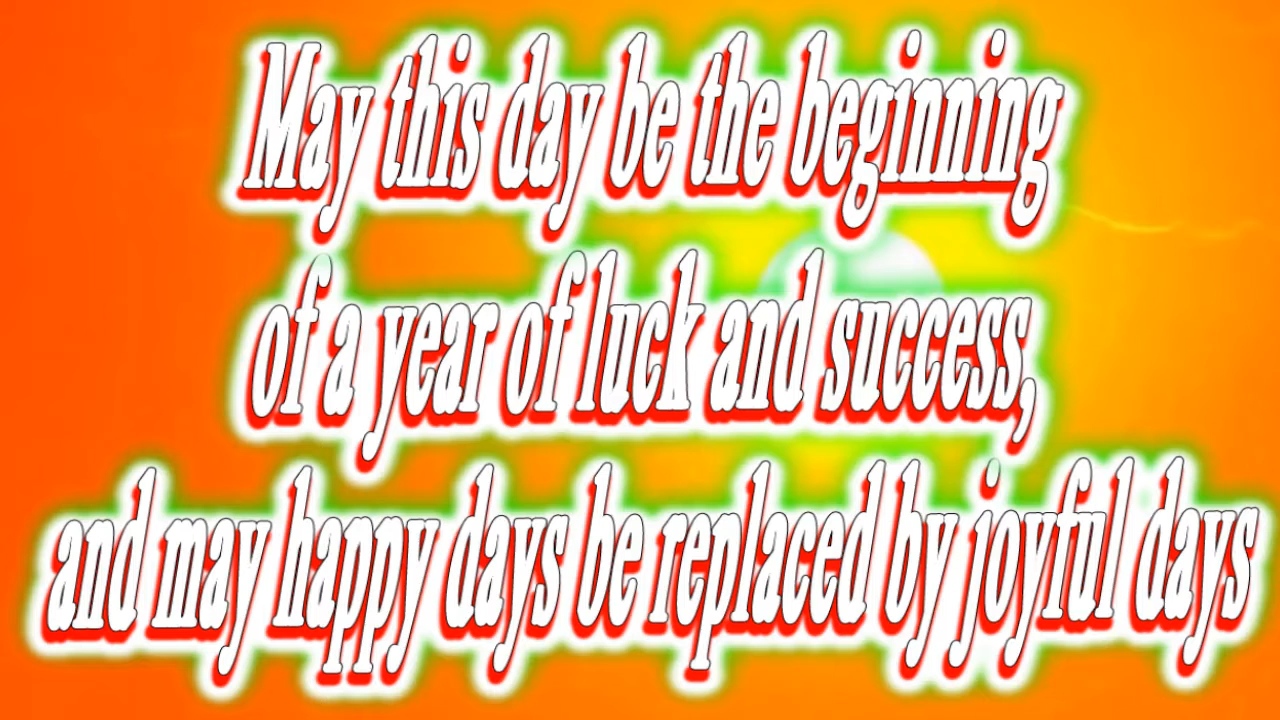 May this day be the beginning
of a year of luck and success,
and may happy days be replaced by joyful days